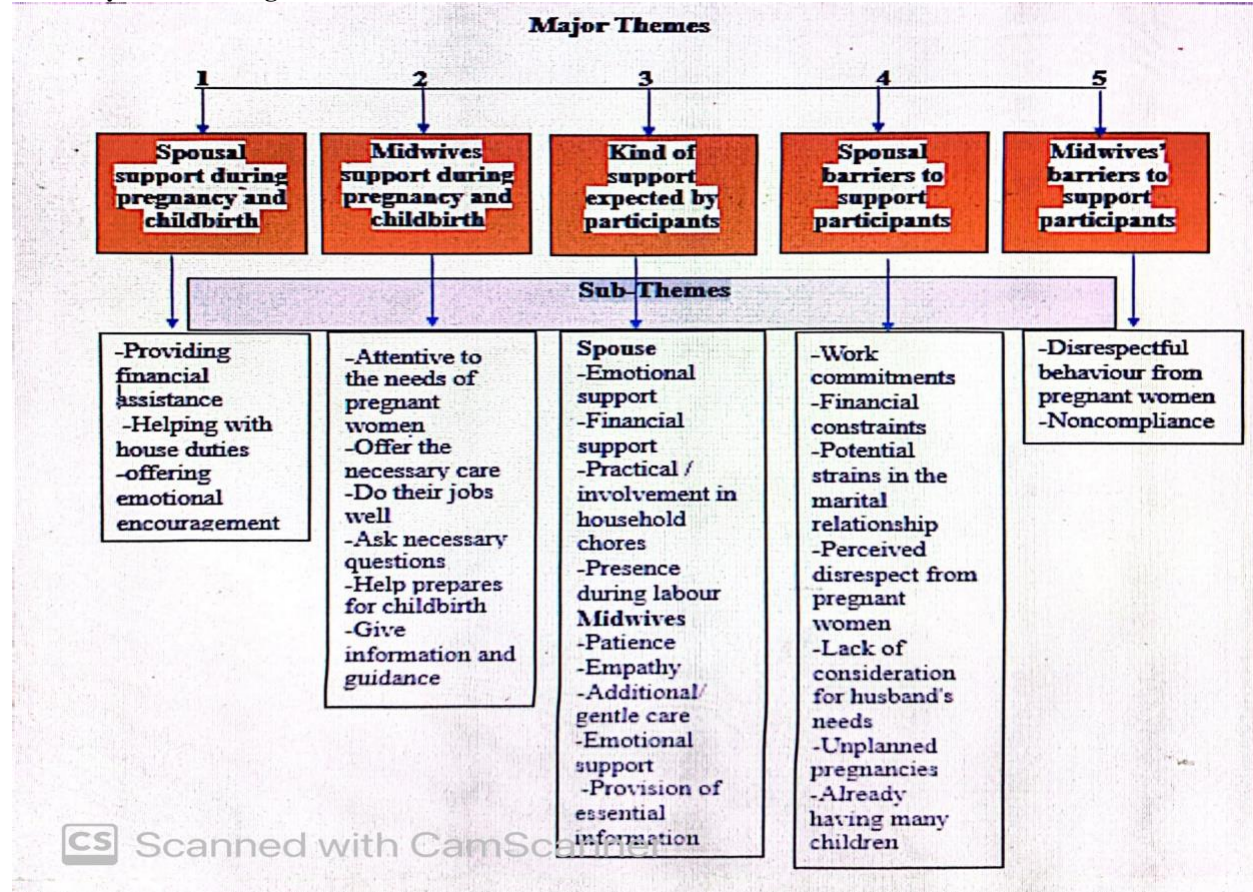 Major Themes
1 2 3 4 5
Spousal
support during
pregnancy and
childbirth
Midwives
support during
pregnancy and
childbirth
Kind of
support
expected by
participants
Spousal
barriers to
support
participants
Midwives'
barriers to
support
participants
Sub-Themes
-Providing
financial
assistance
-Helping with
house duties
-offering
emotional
encouragement
-Attentive to
the needs of
pregnant
women
-Offer the
necessary care
-Do their jobs
well
-Ask necessary
questions
-Help prepares
for childbirth
-Give
information and
guidance
Spouse
-Emotional
support
-Financial
support
-Practical /
involvement in
household
chores
-Presence
during labour
Midwives
-Patience
-Empathy
-Additional/
gentle care
-Emotional
support
-Provision of
essential
information
-Work
commitments
-Financial
constraints
-Potential
strains in the
marital
relationship
-Perceived
disrespect from
pregnant
women
-Lack of
consideration
for husband's
needs
-Unplanned
pregnancies
-Already
having many
children
-Disrespectful
behaviour from
pregnant women
-Noncompliance
CS Scanned with CamScanner